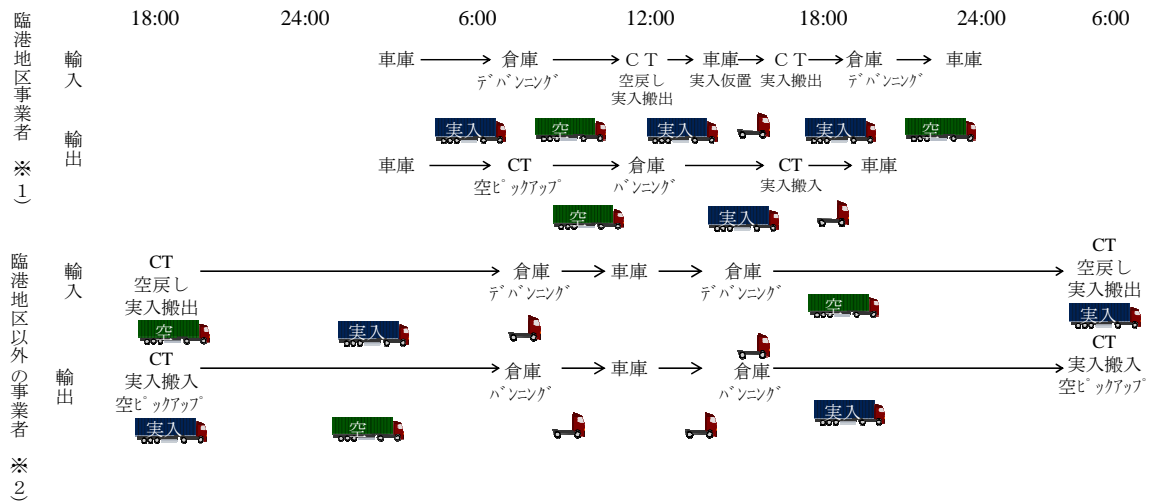 18:00 24:00 6:00 12:00 18:00 24:00 6:00
臨港地区事業者 ※1)
輸入
車庫 倉庫 CT 車庫 CT 倉庫 車庫
ﾃﾞﾊﾞﾝﾆﾝｸﾞ 空戻し 実入仮置 実入搬出 ﾃﾞﾊﾞﾝﾆﾝｸﾞ
実入搬出
実入 空 実入 実入 空
輸出
車庫 CT 倉庫 CT 車庫
空ﾋﾟｯｸｱｯﾌﾟ ﾊﾞﾝﾆﾝｸﾞ 実入搬入
空 実入
臨港地区以外の事業者 ※2)
輸入
CT 倉庫 車庫 倉庫 CT
空戻し ﾃﾞﾊﾞﾝﾆﾝｸﾞ ﾃﾞﾊﾞﾝﾆﾝｸﾞ 空戻し
実入搬出 実入搬出
空 実入 空 実入
輸出
CT 倉庫 車庫 倉庫 CT
実入搬入 ﾊﾞﾝﾆﾝｸﾞ ﾊﾞﾝﾆﾝｸﾞ 実入搬入
空ﾋﾟｯｸｱｯﾌﾟ 空ﾋﾟｯｸｱｯﾌﾟ
実入 空 実入